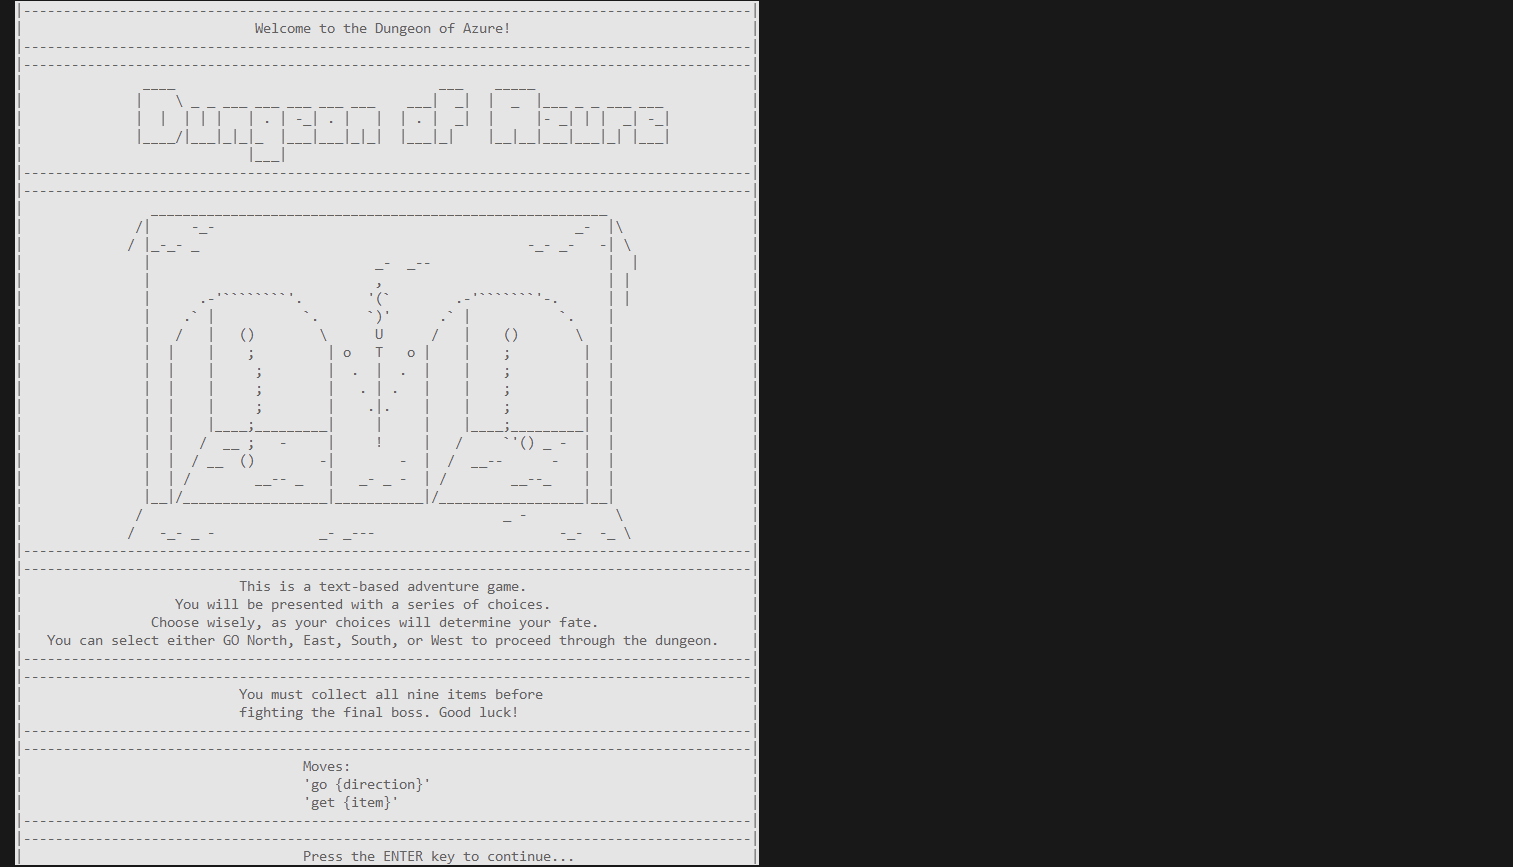 Welcome to the Dungeon of Azure!
Dungeon of Azure
This is a text-based adventure game.
You will be presented with a series of choices.
Choose wisely, as your choices will determine your fate.
You can select either GO North, East, South, or West to proceed through the dungeon.
You must collect all nine items before
fighting the final boss. Good luck!
Moves:
'go {direction}'
'get {item}'
Press the ENTER key to continue...